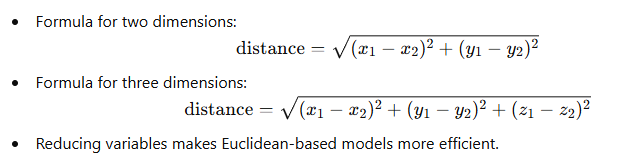 • Formula for two dimensions:
distance = √(x₁ − x₂)² + (y₁ − y₂)²
• Formula for three dimensions:
distance = √(x₁ − x₂)² + (y₁ − y₂)² + (z₁ − z₂)²
• Reducing variables makes Euclidean-based models more efficient.